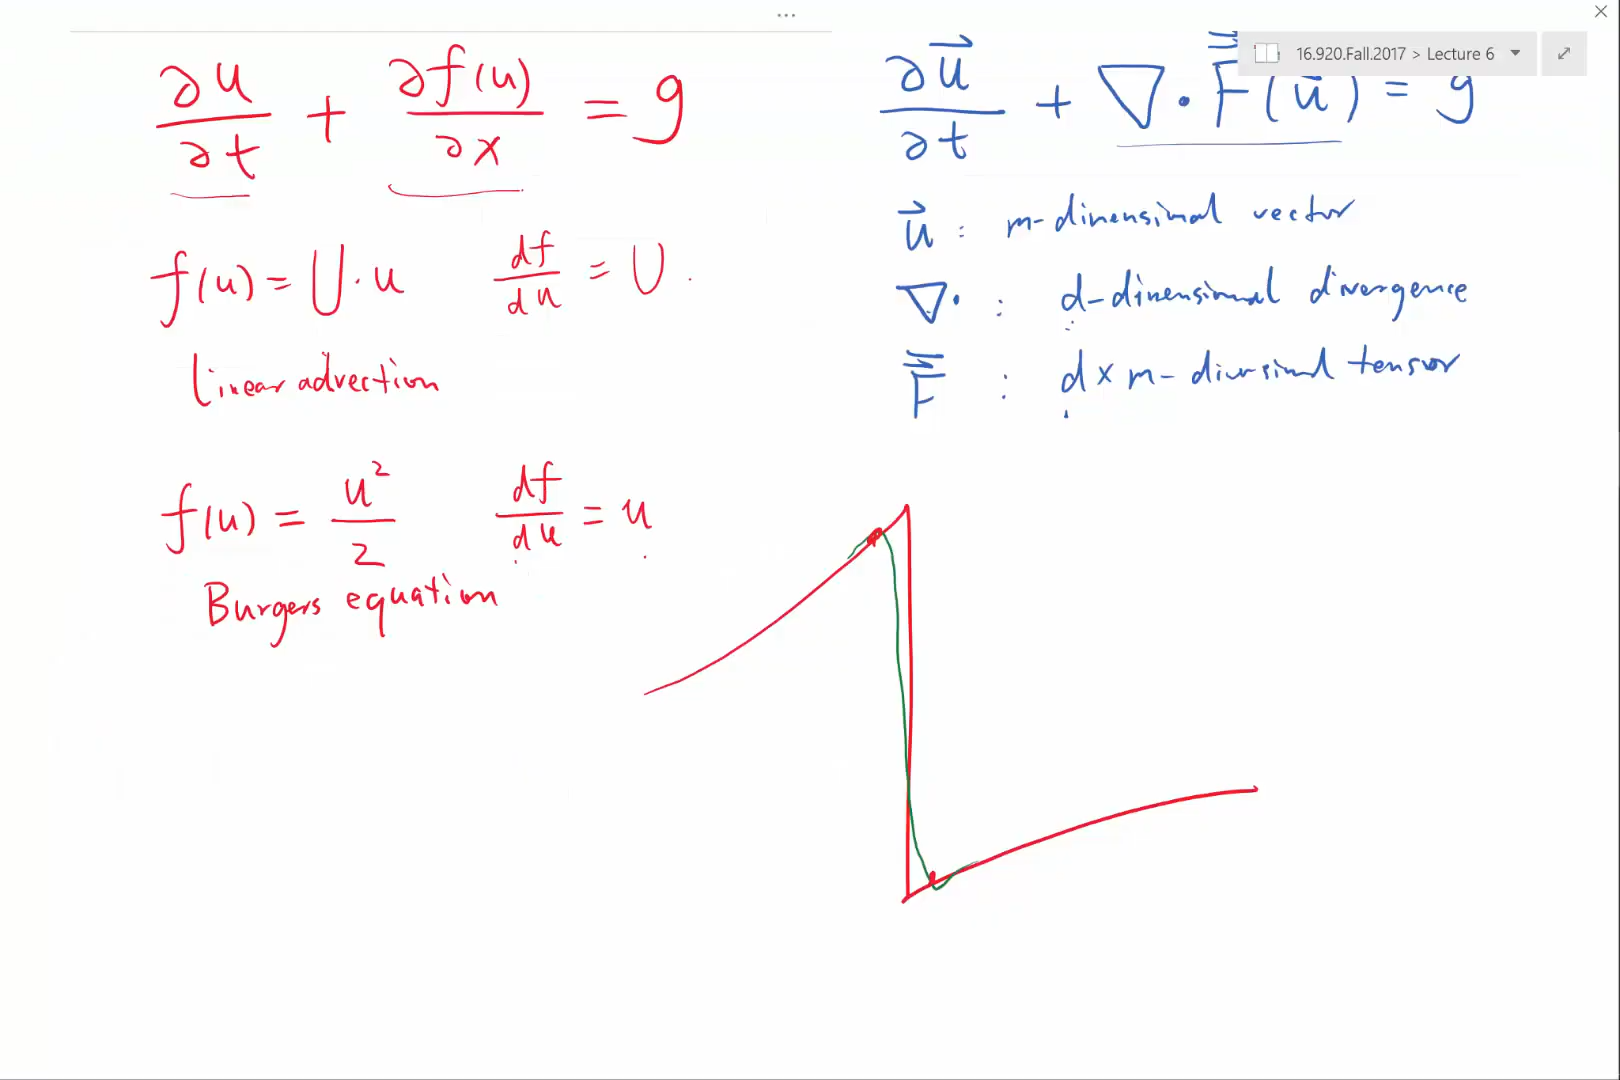 ∂u/∂t + ∂f(u)/∂x = g
f(u) = U·u   df/du = U.
Linear advection
f(u) = u²/2   df/du = u
Burgers equation
16.920.Fall.2017 > Lecture 6
∂u⃗/∂t + ∇·F⃗(u⃗) = g
u⃗ : m-dimensional vector
∇· : d-dimensional divergence
F⃗ : d×m- tensor